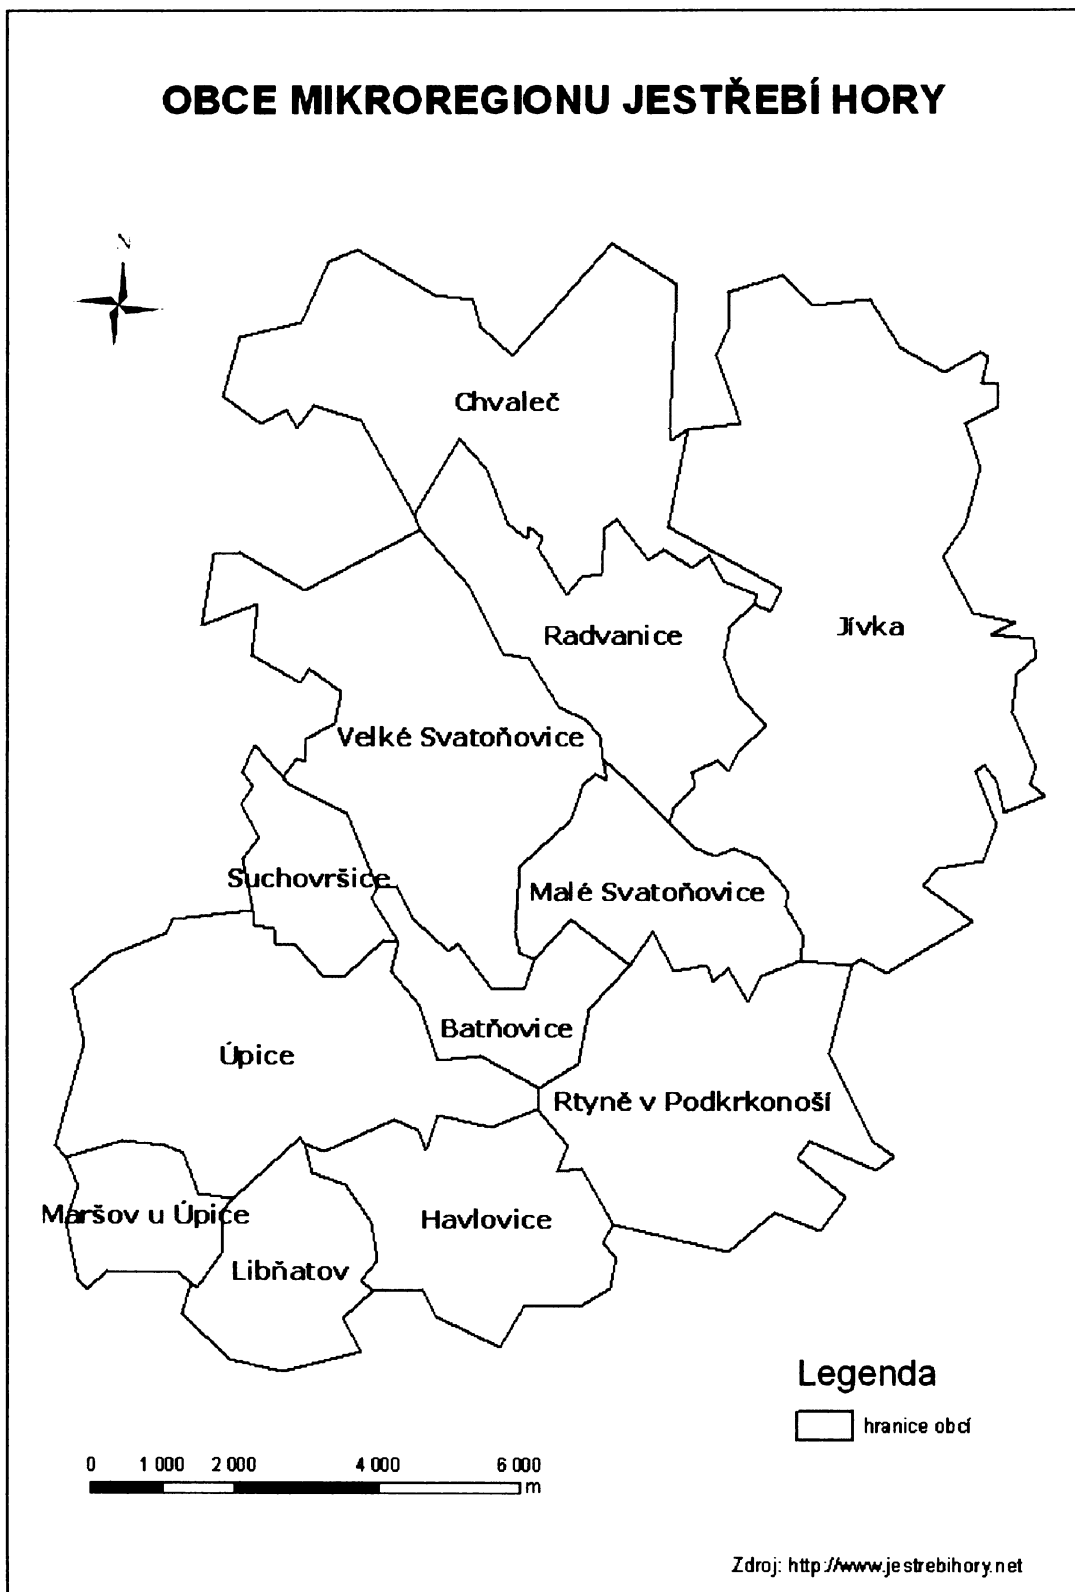 OBCE MIKROREGIONU JESTŘEBÍ HORY
Z
Chvaleč
Radvanice
Jívka
Velké Svatoňovice
Suchovršice
Malé Svatoňovice
Batňovice
Úpice
Rtyně v Podkrkonoší
Maršov u Úpice
Havlovice
Libňatov
Legenda
hranice obcí
0 1 000 2 000 4 000 6 000
m
Zdroj: http://www.jestrebihory.net